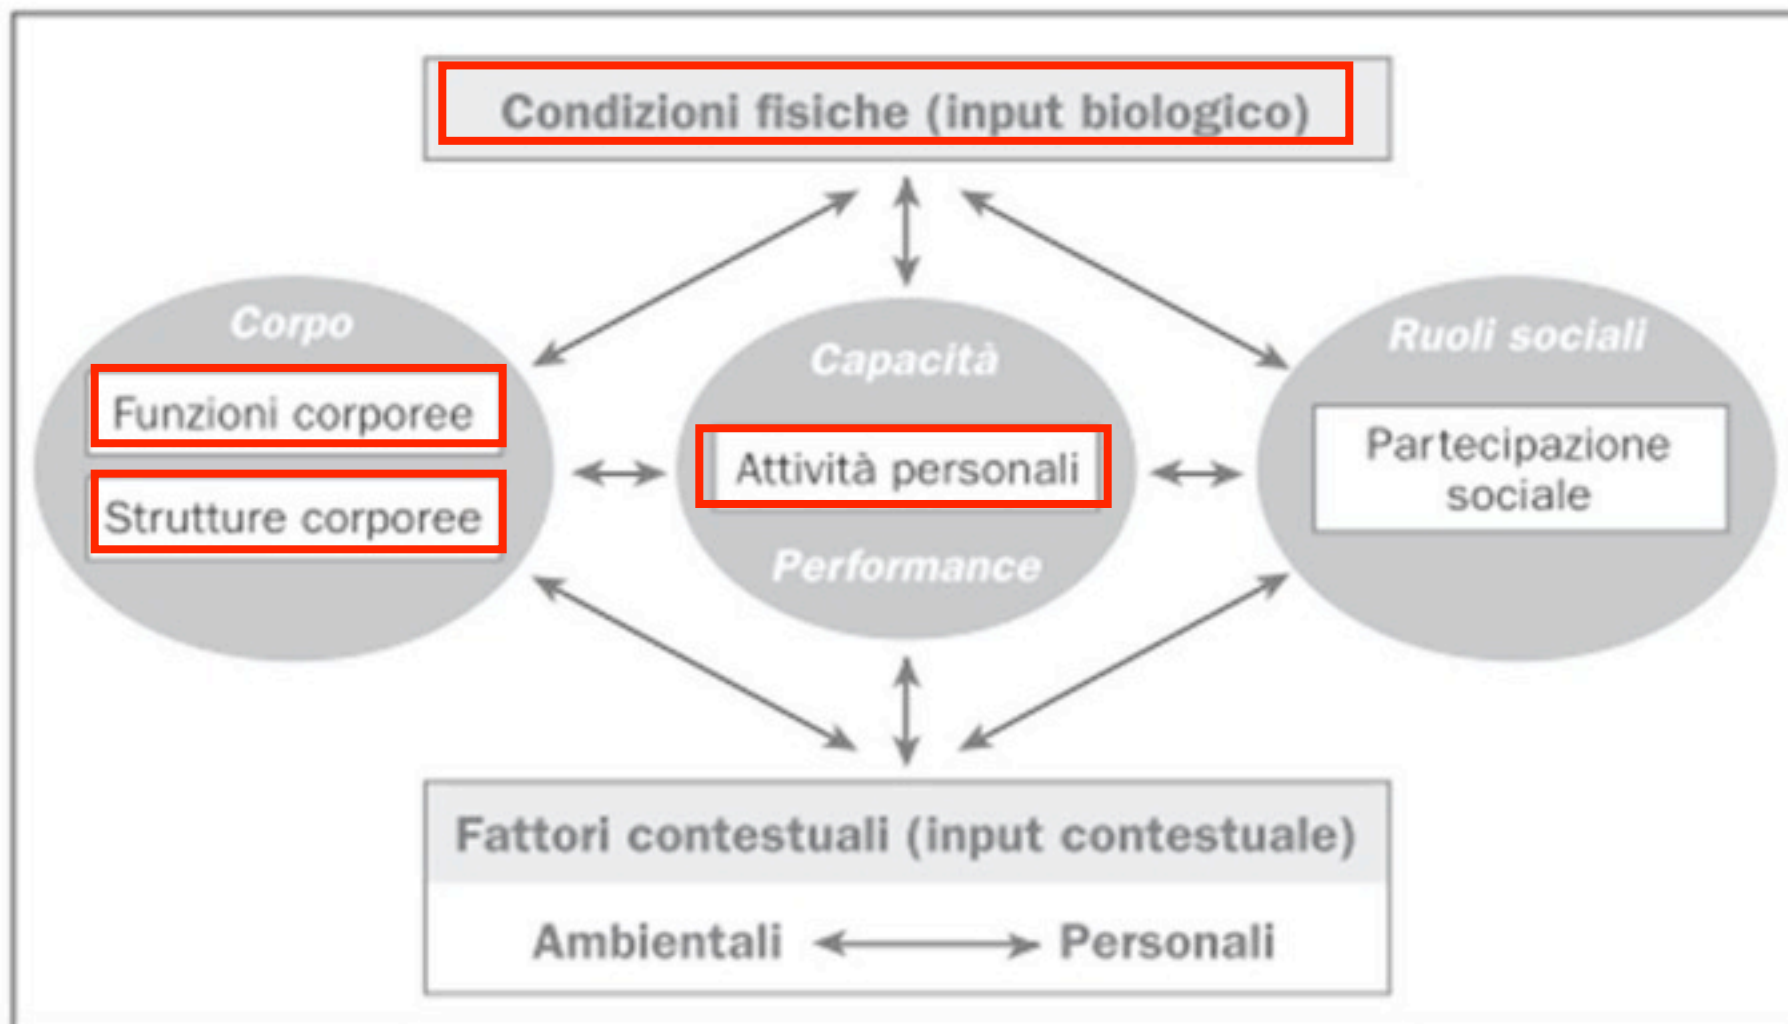 Condizioni fisiche (input biologico)
Corpo
Funzioni corporee
Strutture corporee
Capacità
Attività personali
Performance
Ruoli sociali
Partecipazione
sociale
Fattori contestuali (input contestuale)
Ambientali Personali